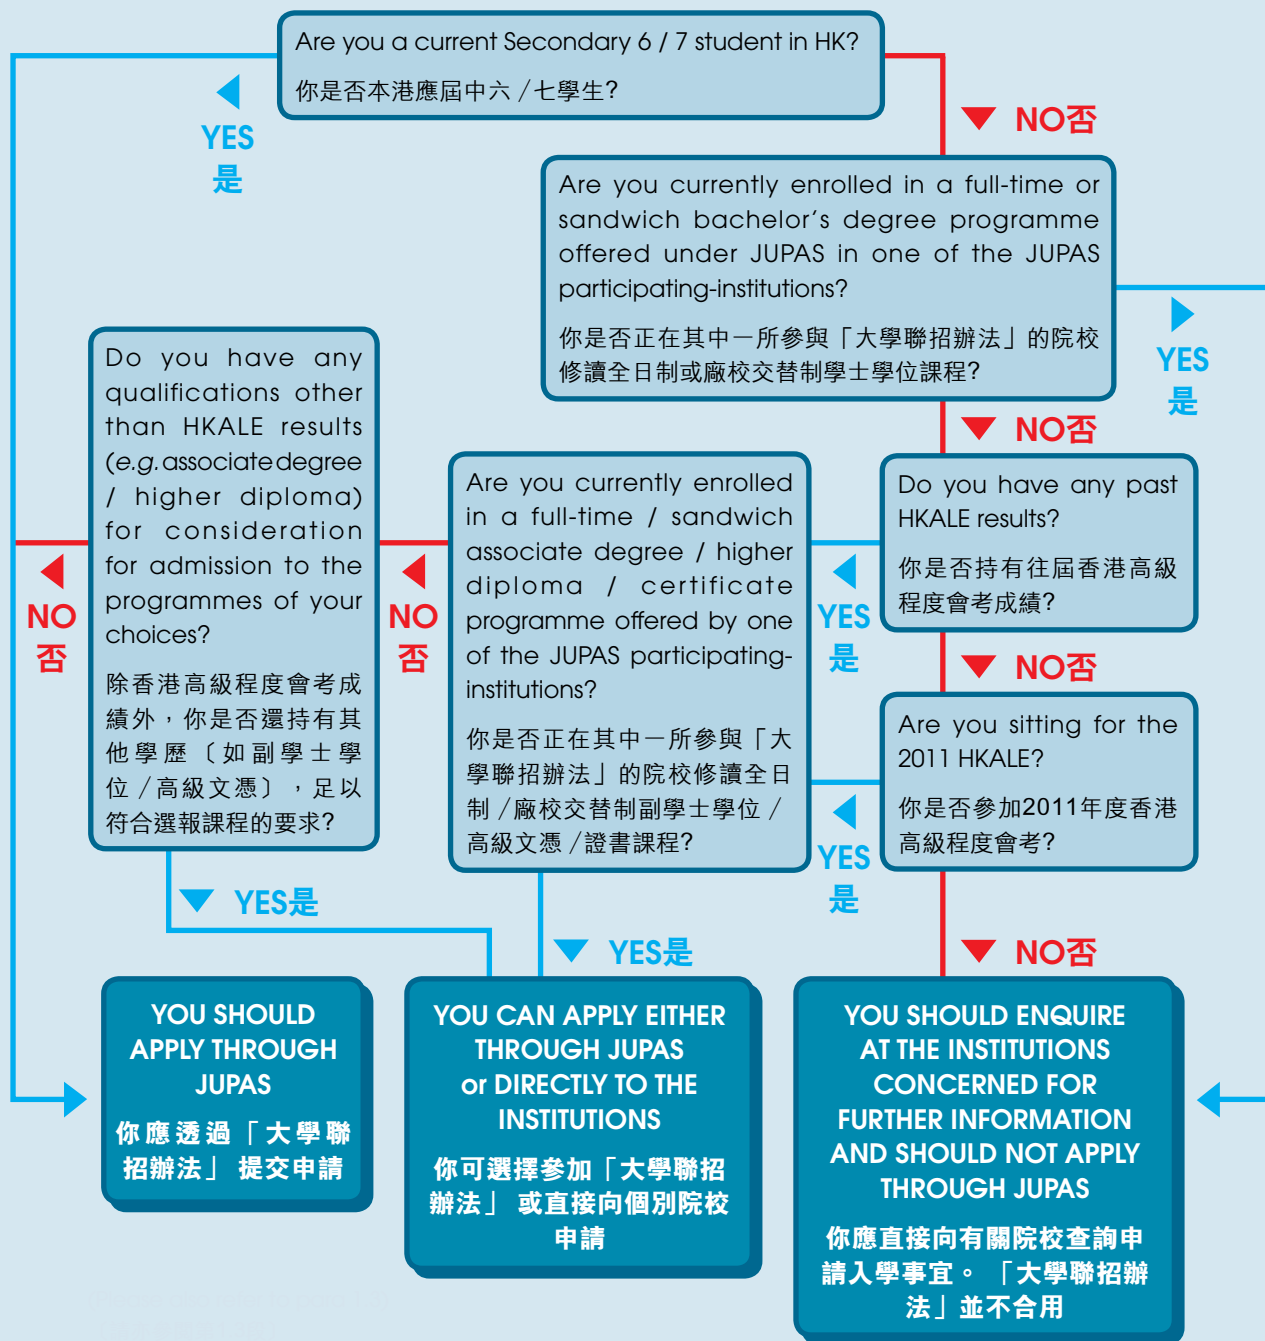 Are you a current Secondary 6 / 7 student in HK?
你是否本港應屆中六 /七學生?
YES
是
NO否
Are you currently enrolled in a full-time or
sandwich bachelor's degree programme
offered under JUPAS in one of the JUPAS
participating-institutions?
你是否正在其中一所參與「大學聯招辦法」的院校
修讀全日制或廠校交替制學士學位課程?
YES
是
NO否
Do you have any past
HKALE results?
你是否持有往屆香港高級
程度會考成績?
YES
是
NO否
Are you sitting for the
2011 HKALE?
你是否參加2011年度香港
高級程度會考?
YES
是
NO否
Are you currently enrolled
in a full-time / sandwich
associate degree / higher
diploma / certificate
programme offered by one
of the JUPAS participating-
institutions?
你是否正在其中一所參與「大
學聯招辦法」的院校修讀全日
制 /廠校交替制副學士學位 /
高級文憑 /證書課程?
NO
否
YES是
Do you have any
qualifications other
than HKALE results
(e.g. associate degree
/ higher diploma)
for consideration
for admission to the
programmes of your
choices?
除香港高級程度會考成
績外，你是否還持有其
他學歷〔如副學士學
位 /高級文憑〕，足以
符合選報課程的要求?
NO
否
YES是
YOU SHOULD
APPLY THROUGH
JUPAS
你應透過「大學聯
招辦法」 提交申請
YOU CAN APPLY EITHER
THROUGH JUPAS
or DIRECTLY TO THE
INSTITUTIONS
你可選擇參加「大學聯招
辦法」 或直接向個別院校
申請
YOU SHOULD ENQUIRE
AT THE INSTITUTIONS
CONCERNED FOR
FURTHER INFORMATION
AND SHOULD NOT APPLY
THROUGH JUPAS
你應直接向有關院校查詢申
請入學事宜。 「大學聯招辦
法」並不合用